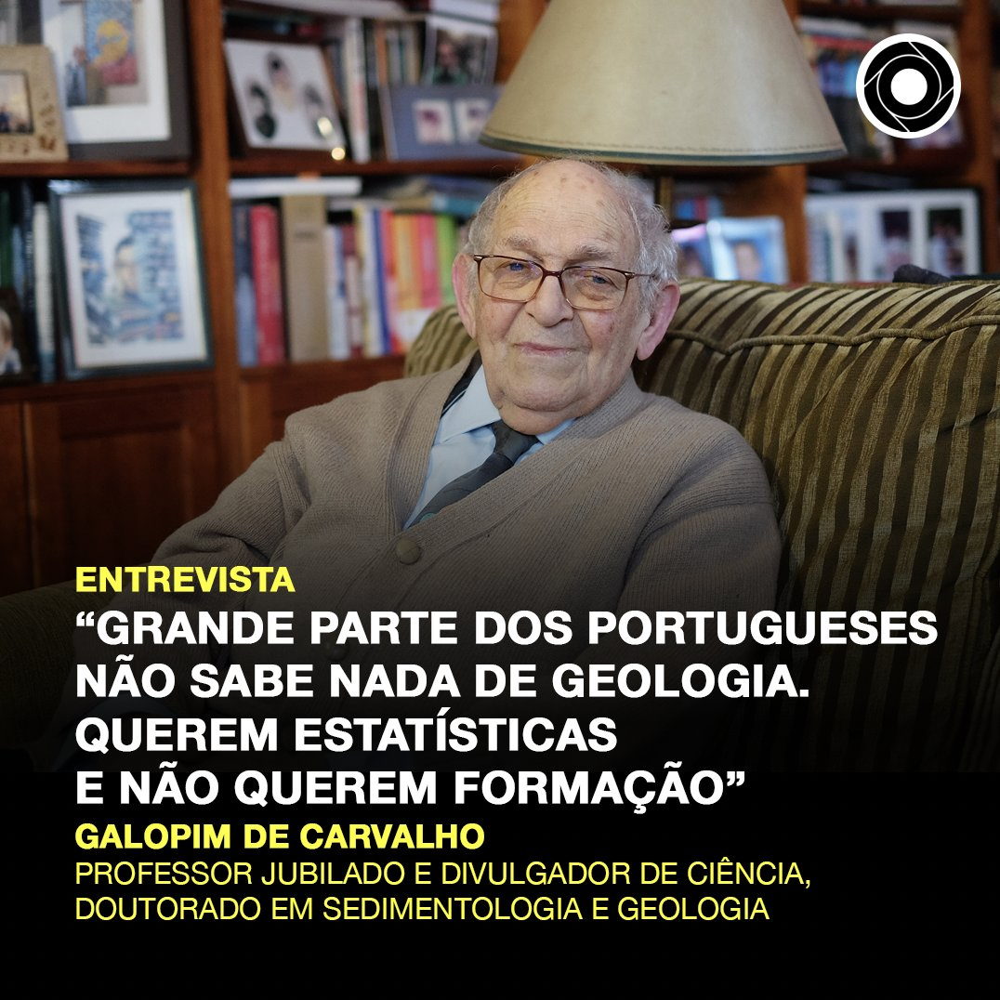 ENTREVISTA
“GRANDE PARTE DOS PORTUGUESES
NÃO SABE NADA DE GEOLOGIA.
QUEREM ESTATÍSTICAS
E NÃO QUEREM FORMAÇÃO”
GALOPIM DE CARVALHO
PROFESSOR JUBILADO E DIVULGADOR DE CIÊNCIA,
DOUTORADO EM SEDIMENTOLOGIA E GEOLOGIA